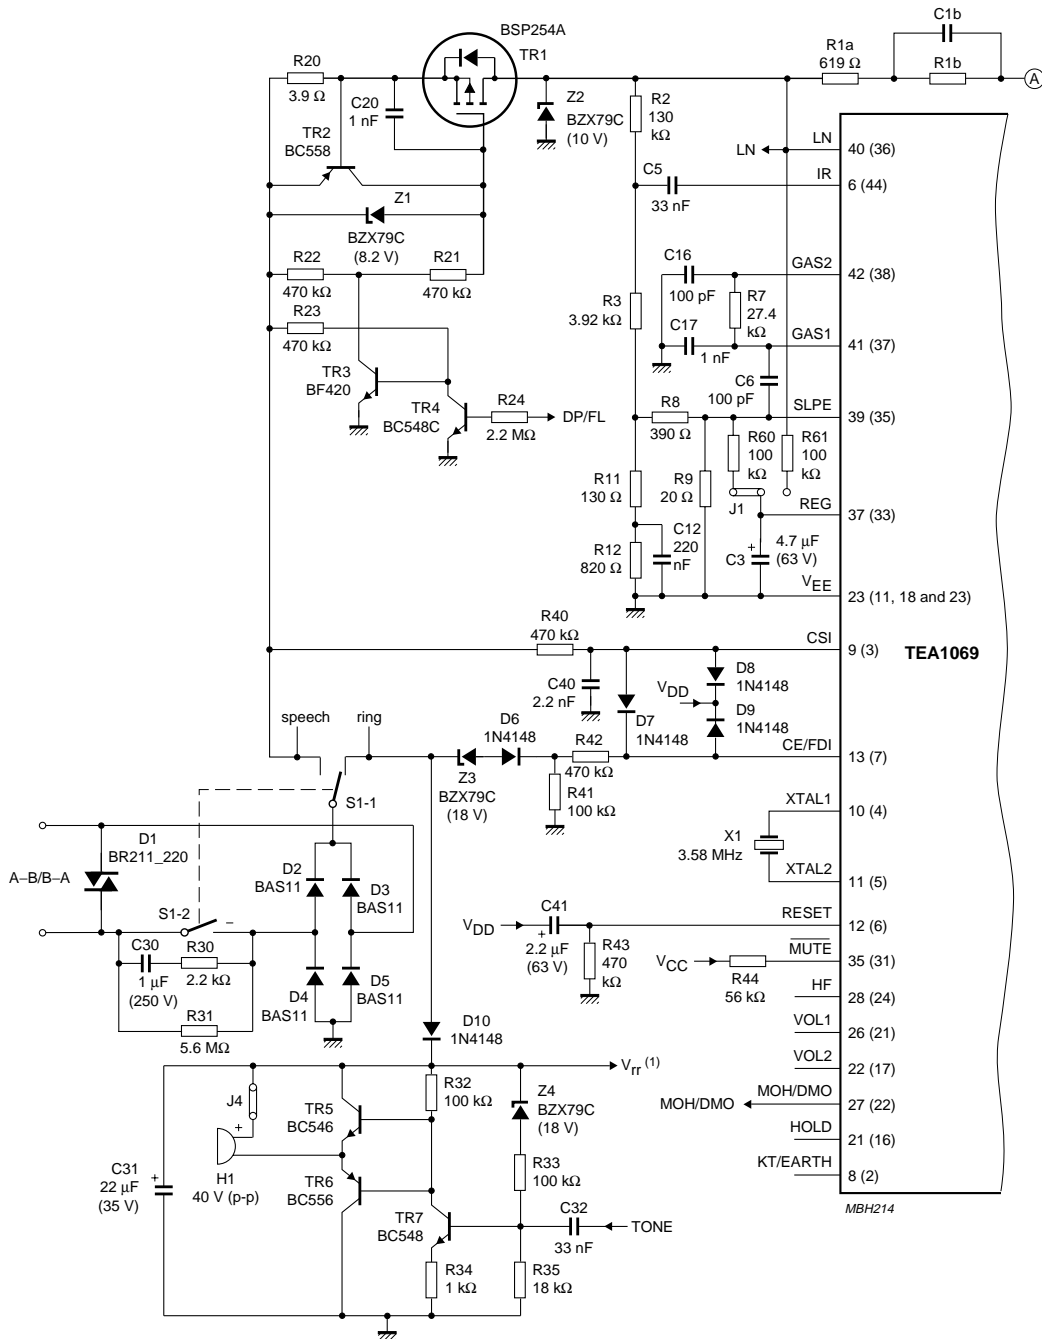 BSP254A
TR1
C1b
R1a
619 Ω
R1b
A
R20
3.9 Ω
C20
1 nF
TR2
BC558
Z2
BZX79C
(10 V)
R2
130
kΩ
LN
LN
40 (36)
C5
33 nF
IR
6 (44)
Z1
BZX79C
(8.2 V)
R22
470 kΩ
R21
470 kΩ
R23
470 kΩ
C16
100 pF
GAS2
42 (38)
R3
3.92 kΩ
R7
27.4
kΩ
C17
1 nF
GAS1
41 (37)
TR3
BF420
TR4
BC548C
R24
2.2 MΩ
DP/FL
C6
100 pF
R8
390 Ω
SLPE
39 (35)
R60
100
kΩ
R61
100
kΩ
R11
130 Ω
R9
20 Ω
J1
REG
37 (33)
R12
820 Ω
C12
220
nF
C3
+
4.7 µF
(63 V)
VEE
23 (11, 18 and 23)
R40
470 kΩ
CSI
9 (3)
TEA1069
C40
2.2 nF
D8
1N4148
VDD
D9
1N4148
D7
1N4148
speech
ring
D6
1N4148
Z3
BZX79C
(18 V)
R42
470 kΩ
R41
100 kΩ
CE/FDI
13 (7)
S1-1
XTAL1
10 (4)
X1
3.58 MHz
XTAL2
11 (5)
D1
BR211_220
A–B/B–A
D2
BAS11
D3
BAS11
S1-2
–
C30
1 µF
(250 V)
R30
2.2 kΩ
R31
5.6 MΩ
D4
BAS11
D5
BAS11
VDD
C41
+
2.2 µF
(63 V)
R43
470
kΩ
RESET
12 (6)
VCC
R44
56 kΩ
MUTE
35 (31)
HF
28 (24)
VOL1
26 (21)
VOL2
22 (17)
D10
1N4148
Vrr (1)
MOH/DMO
MOH/DMO
27 (22)
HOLD
21 (16)
KT/EARTH
8 (2)
MBH214
J4
+
H1
40 V (p-p)
C31
22 µF
(35 V)
+
TR5
BC546
TR6
BC556
R32
100 kΩ
Z4
BZX79C
(18 V)
R33
100 kΩ
TR7
BC548
C32
33 nF
TONE
R34
1 kΩ
R35
18 kΩ